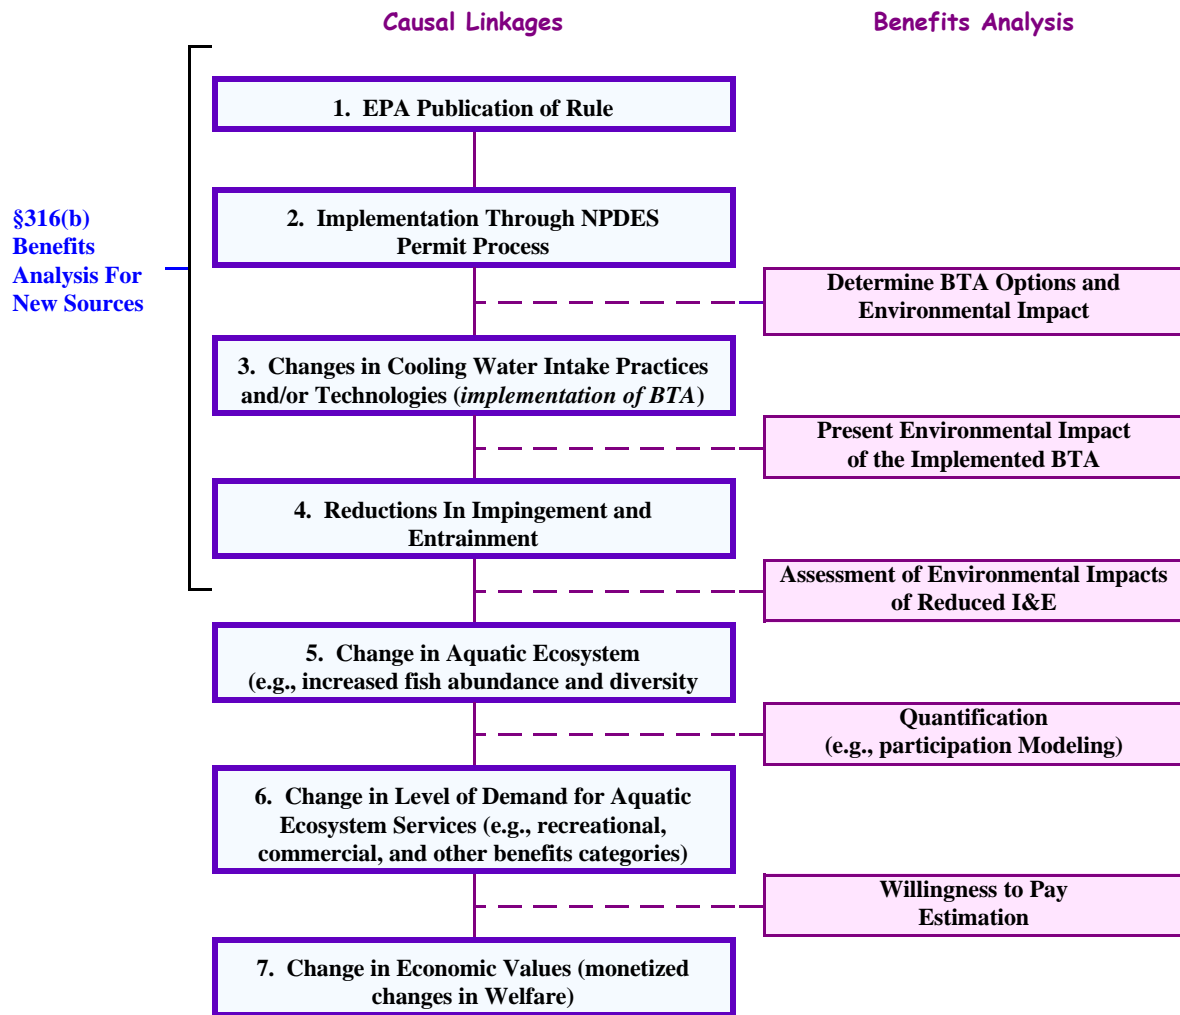 Causal Linkages
Benefits Analysis
§316(b)
Benefits
Analysis For
New Sources
1. EPA Publication of Rule
2. Implementation Through NPDES
Permit Process
Determine BTA Options and
Environmental Impact
3. Changes in Cooling Water Intake Practices
and/or Technologies (implementation of BTA)
Present Environmental Impact
of the Implemented BTA
4. Reductions In Impingement and
Entrainment
Assessment of Environmental Impacts
of Reduced I&E
5. Change in Aquatic Ecosystem
(e.g., increased fish abundance and diversity
Quantification
(e.g., participation Modeling)
6. Change in Level of Demand for Aquatic
Ecosystem Services (e.g., recreational,
commercial, and other benefits categories)
Willingness to Pay
Estimation
7. Change in Economic Values (monetized
changes in Welfare)